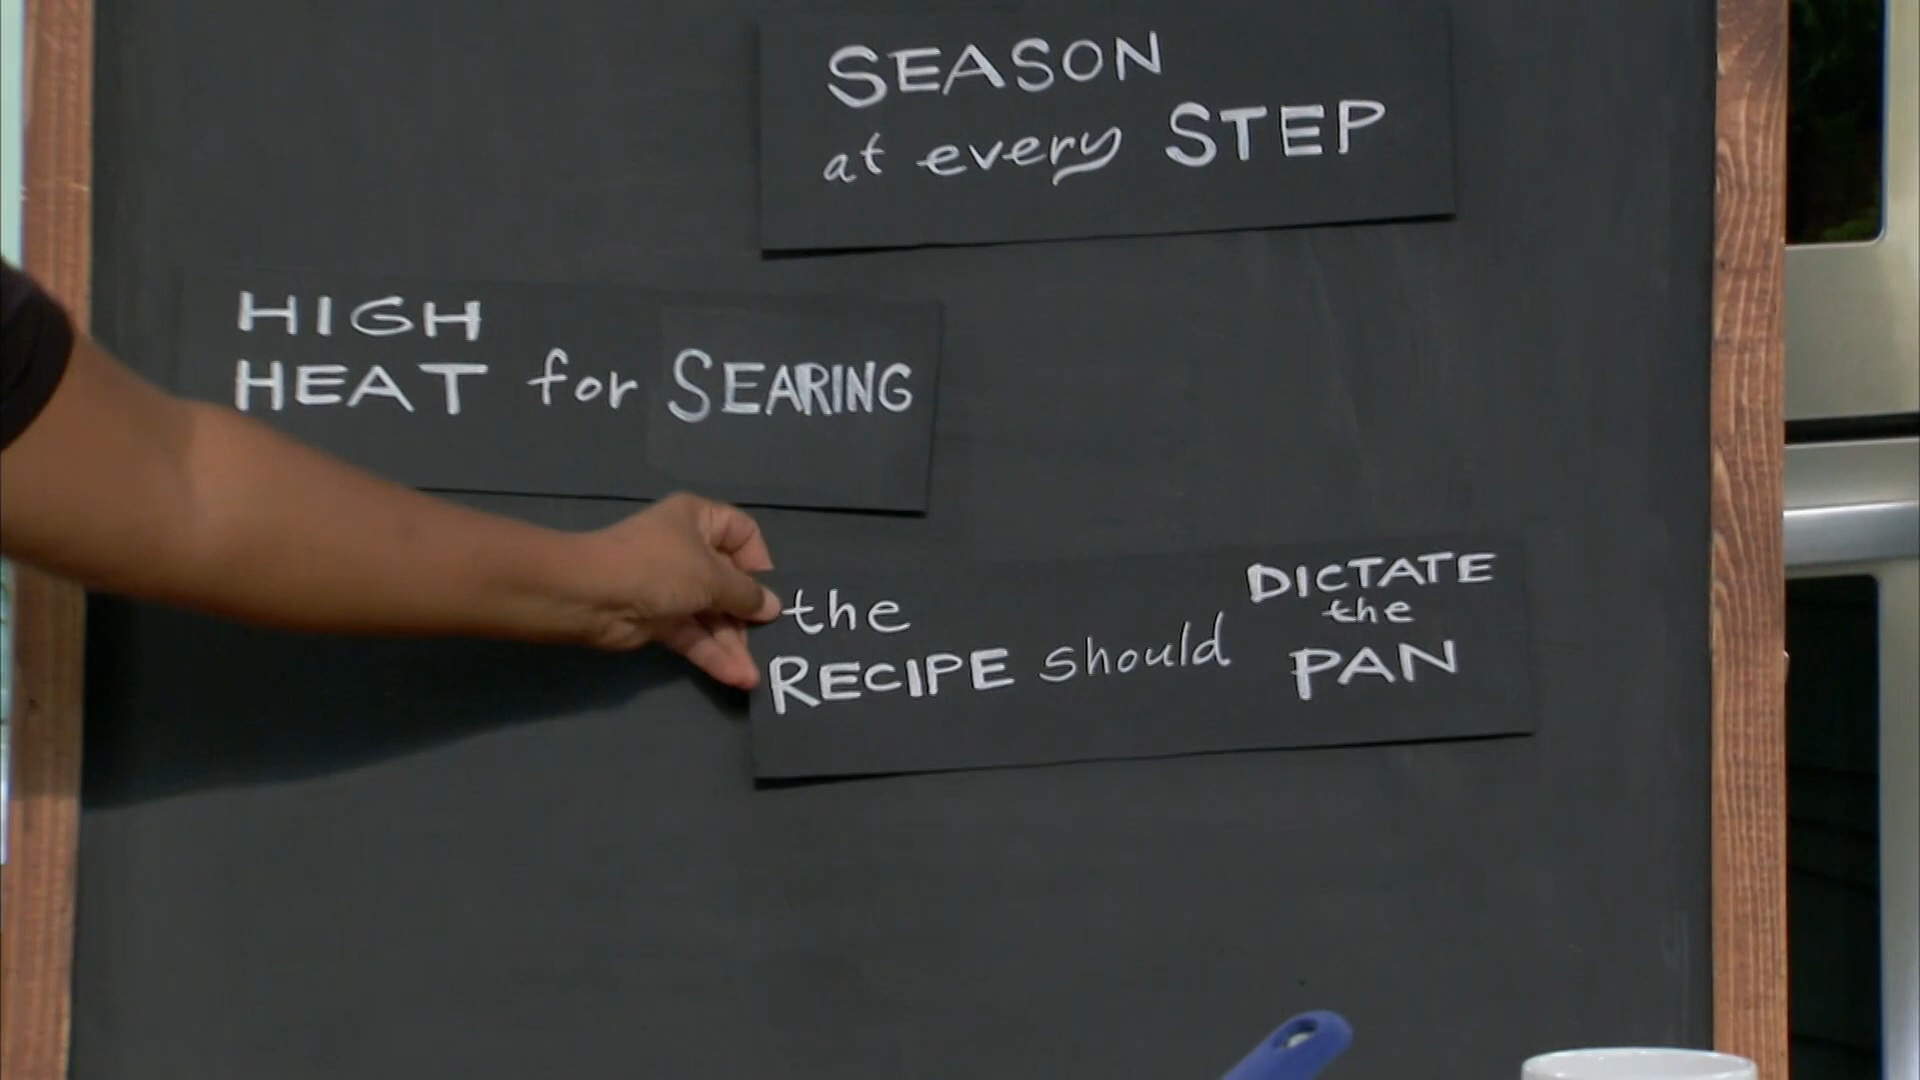 SEASON
at every STEP
HIGH
HEAT for SEARING
the
RECIPE should
DICTATE
the
PAN